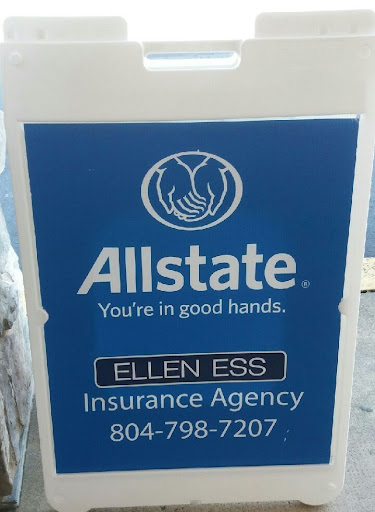 Allstate®
You're in good hands.
ELLEN ESS
Insurance Agency
804-798-7207